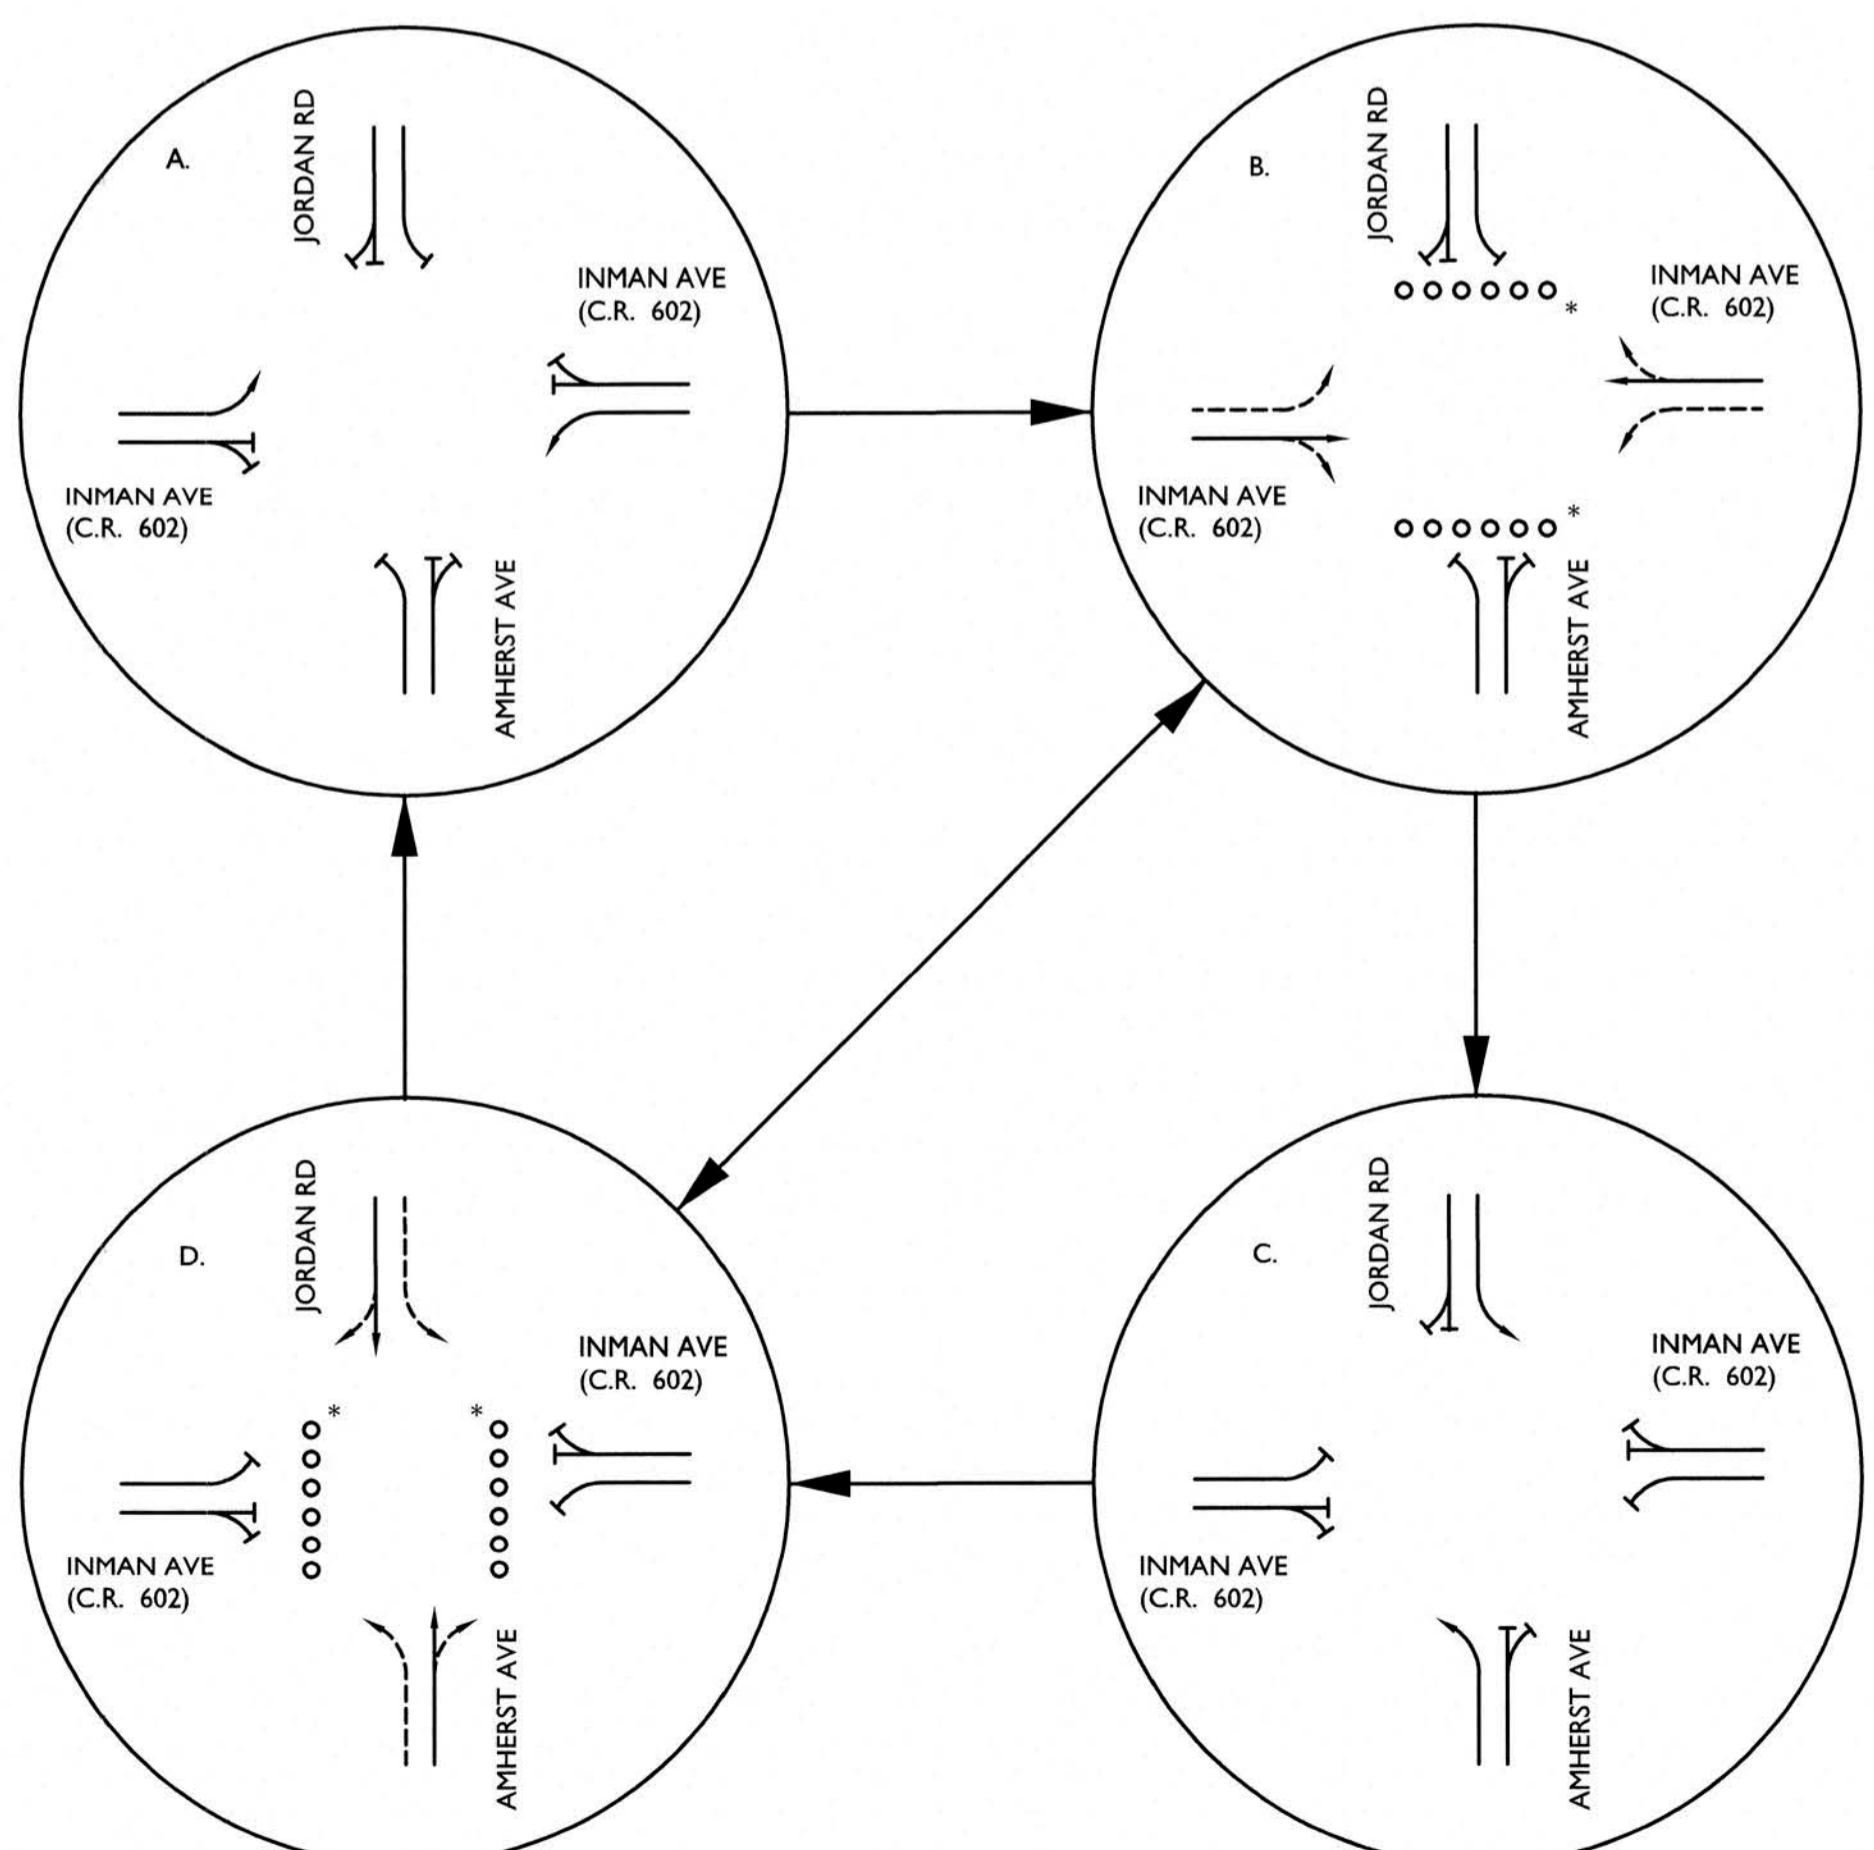 A.
JORDAN RD
INMAN AVE
(C.R. 602)
INMAN AVE
(C.R. 602)
AMHERST AVE
B.
JORDAN RD
*
INMAN AVE
(C.R. 602)
INMAN AVE
(C.R. 602)
*
AMHERST AVE
D.
JORDAN RD
INMAN AVE
(C.R. 602)
* *
INMAN AVE
(C.R. 602)
AMHERST AVE
C.
JORDAN RD
INMAN AVE
(C.R. 602)
INMAN AVE
(C.R. 602)
AMHERST AVE